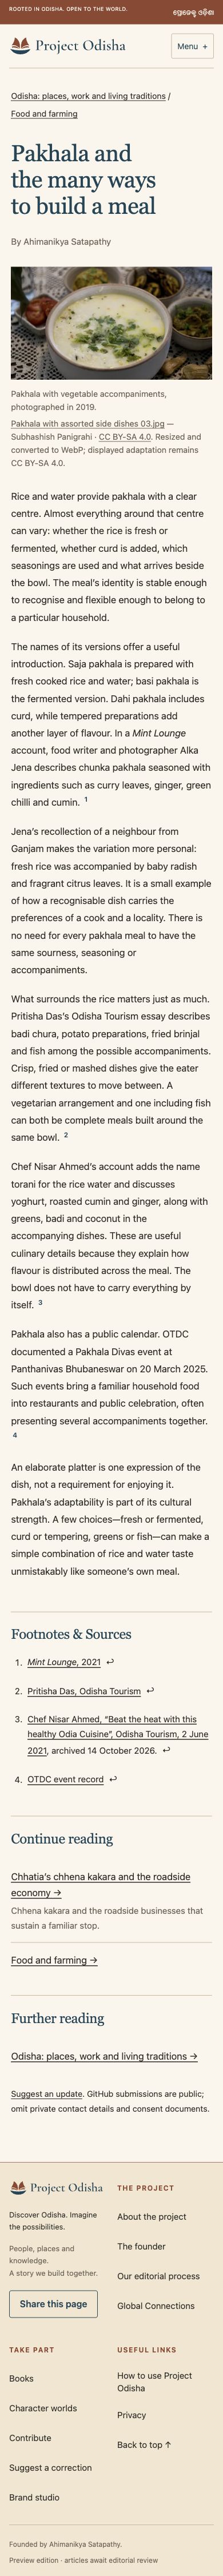 ROOTED IN ODISHA. OPEN TO THE WORLD.
ପ୍ରୋଜେକ୍ଟ ଓଡ଼ିଶା
Project Odisha
Menu +
Odisha: places, work and living traditions /
Food and farming
Pakhala and
the many ways
to build a meal
By Ahimanikya Satapathy
Pakhala with vegetable accompaniments,
photographed in 2019.
Pakhala with assorted side dishes 03.jpg —
Subhashish Panigrahi · CC BY-SA 4.0. Resized and
converted to WebP; displayed adaptation remains
CC BY-SA 4.0.
Rice and water provide pakhala with a clear
centre. Almost everything around that centre
can vary: whether the rice is fresh or
fermented, whether curd is added, which
seasonings are used and what arrives beside
the bowl. The meal's identity is stable enough
to recognise and flexible enough to belong to
a particular household.
The names of its versions offer a useful
introduction. Saja pakhala is prepared with
fresh cooked rice and water; basi pakhala is
the fermented version. Dahi pakhala includes
curd, while tempered preparations add
another layer of flavour. In a Mint Lounge
account, food writer and photographer Alka
Jena describes chunka pakhala seasoned with
ingredients such as curry leaves, ginger, green
chilli and cumin. 1
Jena's recollection of a neighbour from
Ganjam makes the variation more personal:
fresh rice was accompanied by baby radish
and fragrant citrus leaves. It is a small example
of how a recognisable dish carries the
preferences of a cook and a locality. There is
no need for every pakhala meal to have the
same sourness, seasoning or
accompaniments.
What surrounds the rice matters just as much.
Pritisha Das's Odisha Tourism essay describes
badi chura, potato preparations, fried brinjal
and fish among the possible accompaniments.
Crisp, fried or mashed dishes give the eater
different textures to move between. A
vegetarian arrangement and one including fish
can both be complete meals built around the
same bowl. 2
Chef Nisar Ahmed's account adds the name
torani for the rice water and discusses
yoghurt, roasted cumin and ginger, along with
greens, badi and coconut in the
accompanying dishes. These are useful
culinary details because they explain how
flavour is distributed across the meal. The
bowl does not have to carry everything by
itself. 3
Pakhala also has a public calendar. OTDC
documented a Pakhala Divas event at
Panthanivas Bhubaneswar on 20 March 2025.
Such events bring a familiar household food
into restaurants and public celebration, often
presenting several accompaniments together.
4
An elaborate platter is one expression of the
dish, not a requirement for enjoying it.
Pakhala's adaptability is part of its cultural
strength. A few choices—fresh or fermented,
curd or tempering, greens or fish—can make a
simple combination of rice and water taste
unmistakably like someone's own meal.
Footnotes & Sources
1. Mint Lounge, 2021 ↩
2. Pritisha Das, Odisha Tourism ↩
3. Chef Nisar Ahmed, "Beat the heat with this
healthy Odia Cuisine", Odisha Tourism, 2 June
2021, archived 14 October 2026. ↩
4. OTDC event record ↩
Continue reading
Chhatia's chhena kakara and the roadside
economy →
Chhena kakara and the roadside businesses that
sustain a familiar stop.
Food and farming →
Further reading
Odisha: places, work and living traditions →
Suggest an update. GitHub submissions are public;
omit private contact details and consent documents.
Project Odisha
Discover Odisha. Imagine
the possibilities.
People, places and
knowledge.
A story we build together.
Share this page
THE PROJECT
About the project
The founder
Our editorial process
Global Connections
TAKE PART
Books
Character worlds
Contribute
Suggest a correction
Brand studio
USEFUL LINKS
How to use Project
Odisha
Privacy
Back to top ↑
Founded by Ahimanikya Satapathy.
Preview edition · articles await editorial review